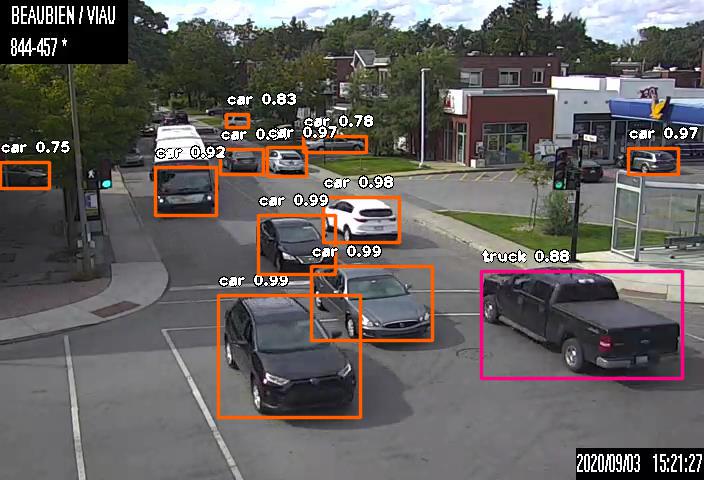 BEAUBIEN / VIAU
844-457 *
car 0.83
car 0.78
car 0.97
car 0.97
car 0.75
car 0.92
car 0.98
car 0.99
car 0.99
truck 0.88
car 0.99
2020/09/03 15:21:27